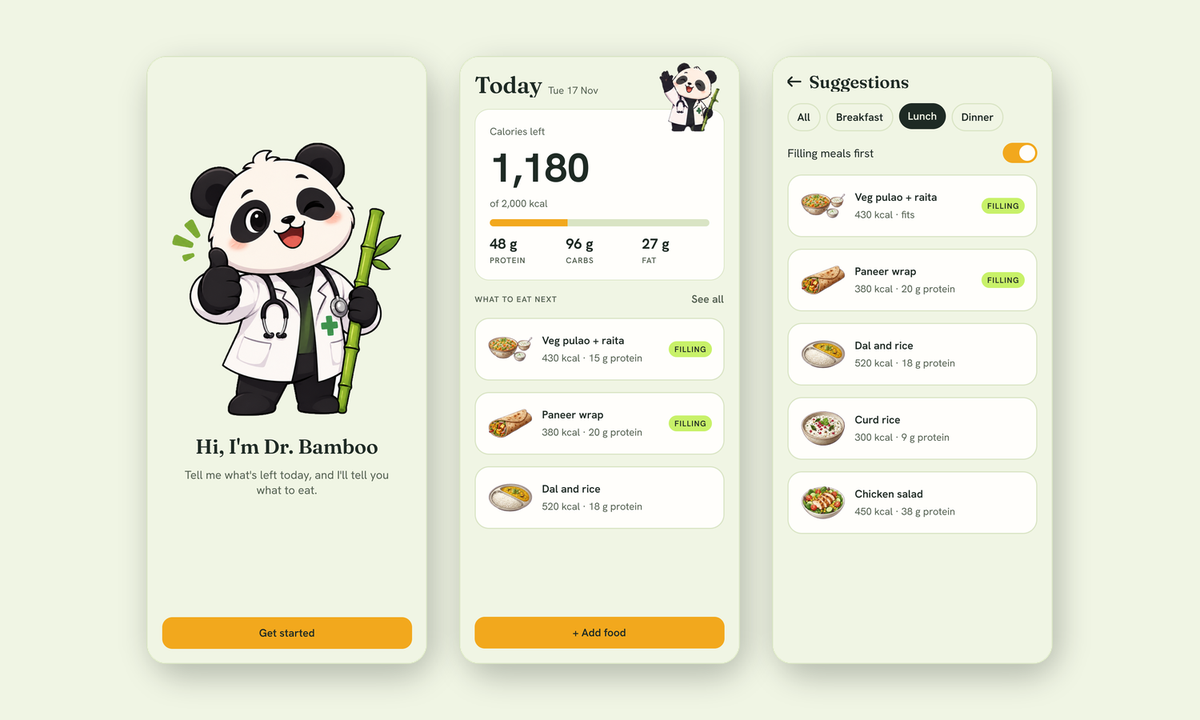 Hi, I'm Dr. Bamboo
Tell me what's left today, and I'll tell you
what to eat.
Get started
Today Tue 17 Nov
Calories left
1,180
of 2,000 kcal
48 g 96 g 27 g
PROTEIN CARBS FAT
WHAT TO EAT NEXT See all
Veg pulao + raita
430 kcal · 15 g protein
FILLING
Paneer wrap
380 kcal · 20 g protein
FILLING
Dal and rice
520 kcal · 18 g protein
+ Add food
← Suggestions
All Breakfast Lunch Dinner
Filling meals first
Veg pulao + raita
430 kcal · fits
FILLING
Paneer wrap
380 kcal · 20 g protein
FILLING
Dal and rice
520 kcal · 18 g protein
Curd rice
300 kcal · 9 g protein
Chicken salad
450 kcal · 38 g protein